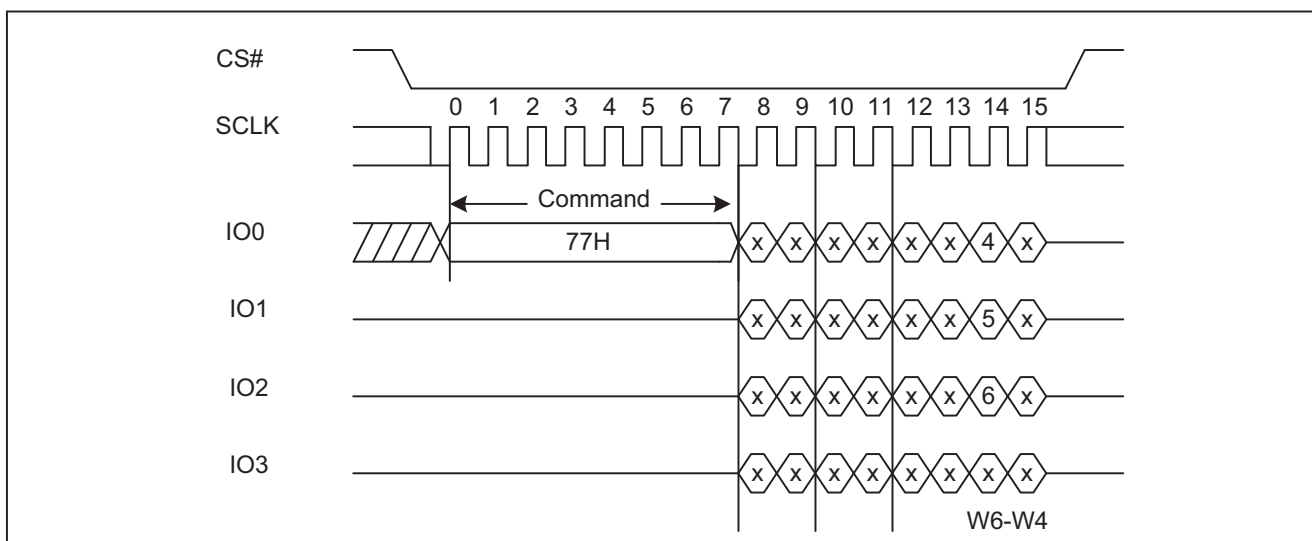 CS#
0 1 2 3 4 5 6 7 8 9 10 11 12 13 14 15
SCLK
Command
IO0 77H x x x x x x 4 x
IO1 x x x x x x 5 x
IO2 x x x x x x 6 x
IO3 x x x x x x x x
W6-W4